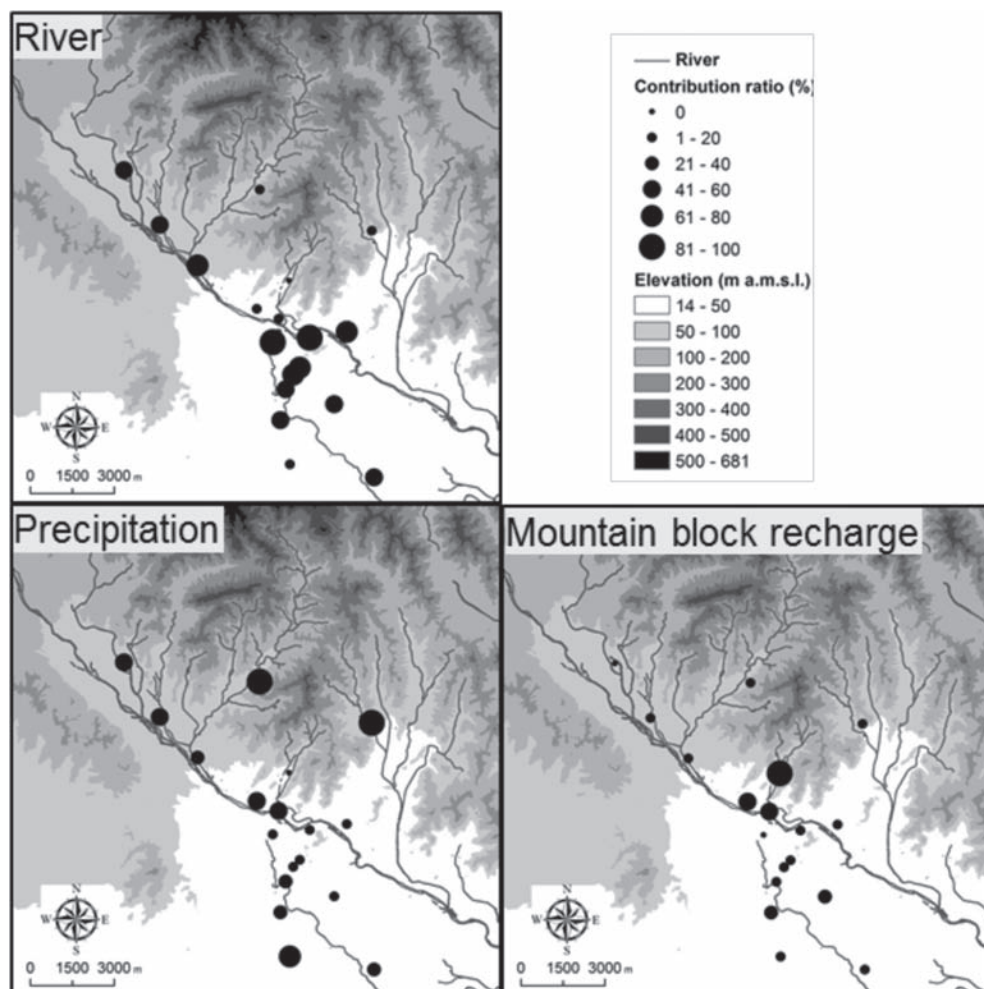 River
River
Contribution ratio (%)
0
1 - 20
21 - 40
41 - 60
61 - 80
81 - 100
Elevation (m a.m.s.l.)
14 - 50
50 - 100
100 - 200
200 - 300
300 - 400
400 - 500
500 - 681
N
W E
S
0 1500 3000 m
Precipitation
N
W E
S
0 1500 3000 m
Mountain block recharge
N
W E
S
0 1500 3000 m